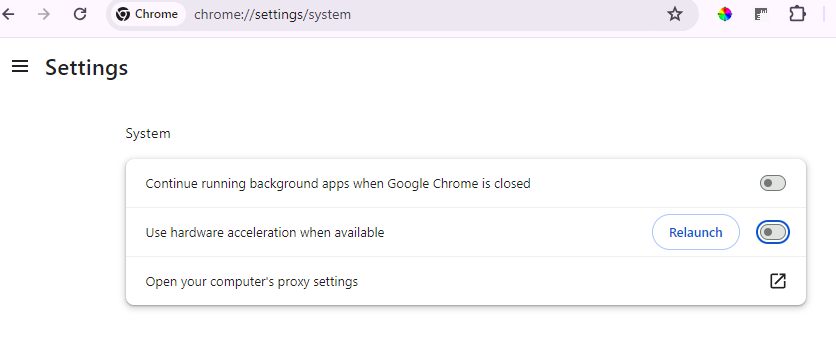 Chrome chrome://settings/system
Settings
System
Continue running background apps when Google Chrome is closed
Use hardware acceleration when available Relaunch
Open your computer's proxy settings